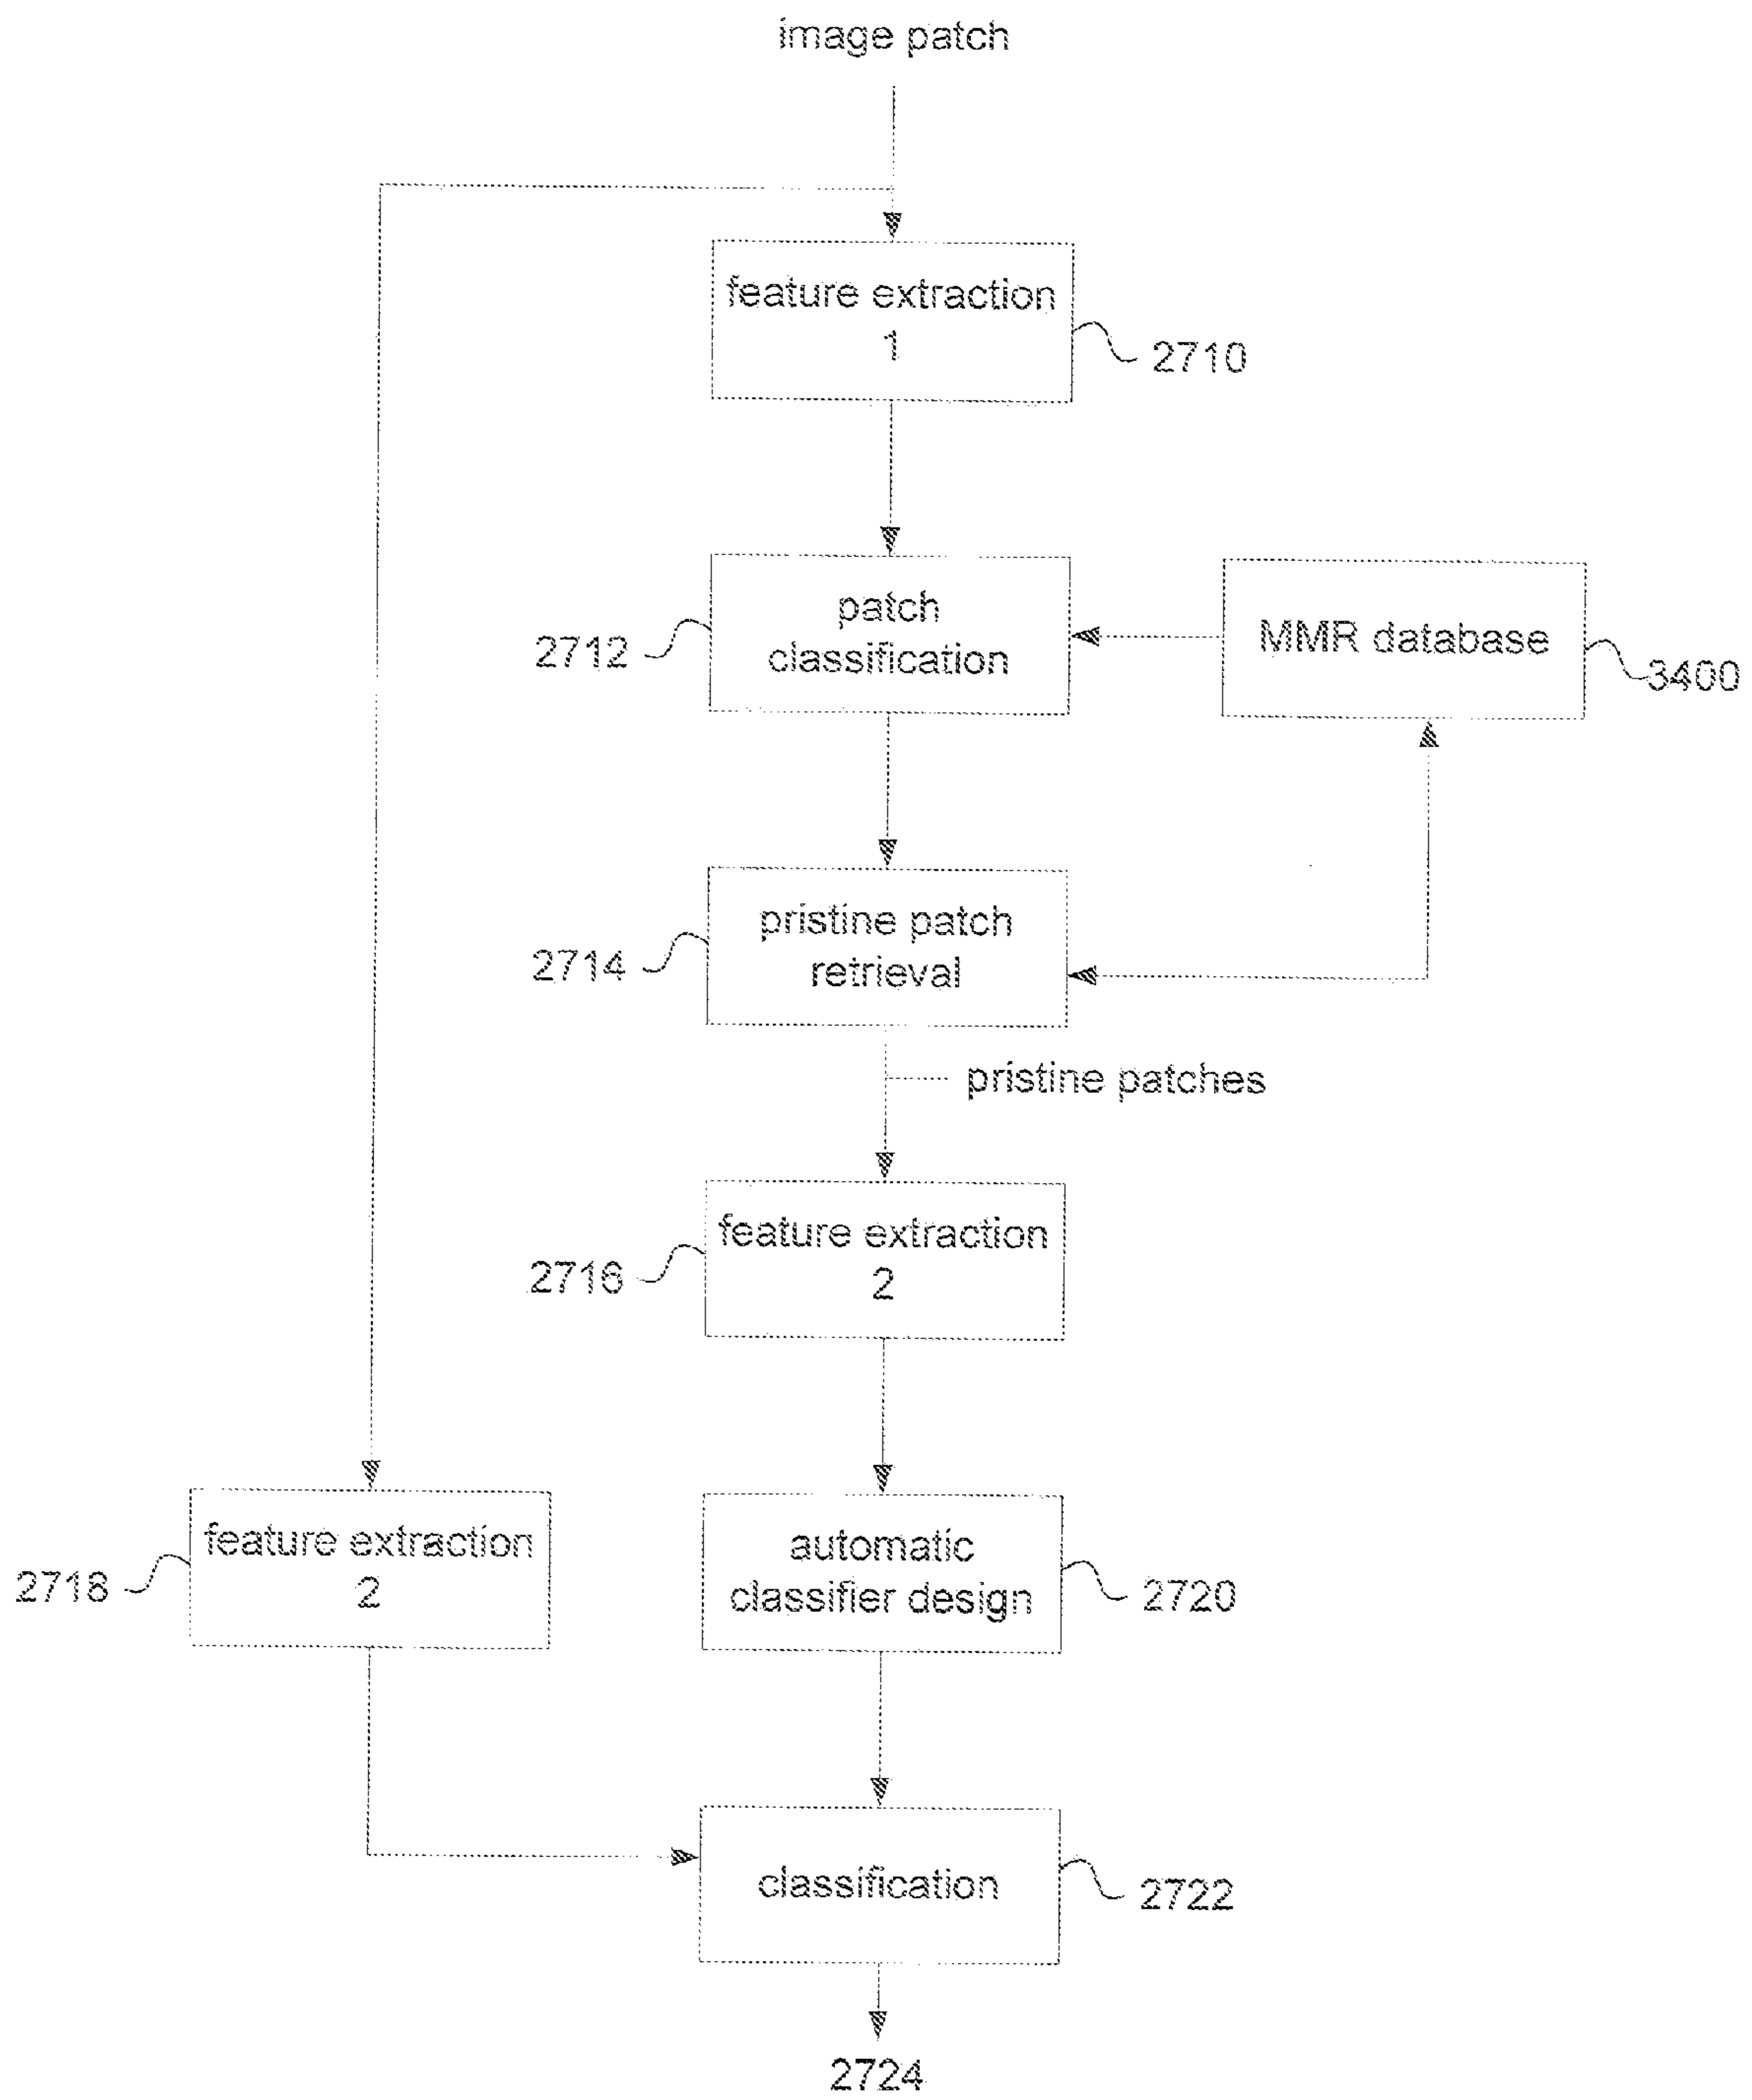 image patch
feature extraction
1
2710
patch
classification
2712
MMR database
3400
pristine patch
retrieval
2714
pristine patches
feature extraction
2
2716
feature extraction
2
2718
automatic
classifier design
2720
classification
2722
2724